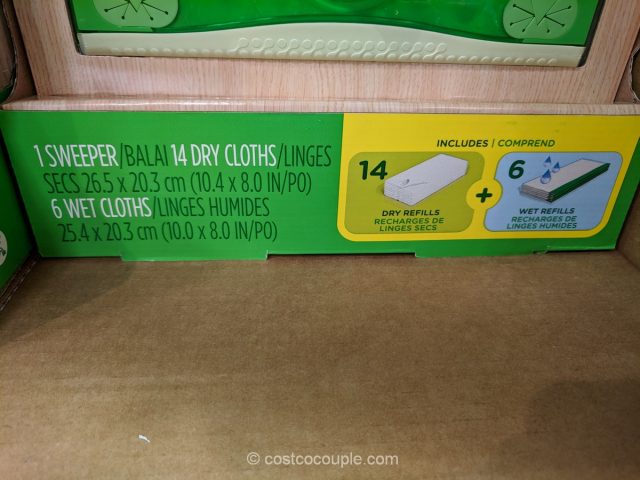 1 SWEEPER/BALAI 14 DRY CLOTHS/LINGES
SECS 26.5 x 20.3 cm (10.4 x 8.0 IN/PO)
6 WET CLOTHS/LINGES HUMIDES
25.4 x 20.3 cm (10.0 x 8.0 IN/PO)
INCLUDES | COMPREND
14
DRY REFILLS
RECHARGES DE
LINGES SECS
+
6
WET REFILLS
RECHARGES DE
LINGES HUMIDES
© costcocouple.com